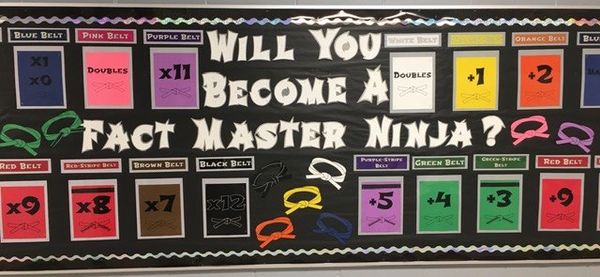 Will You
Become A
Fact Master Ninja?
Blue Belt
x1
x0
Pink Belt
Doubles
Purple Belt
x11
White Belt
Doubles
+1
Orange Belt
+2
Red Belt
x9
Red-Stripe Belt
x8
Brown Belt
x7
Black Belt
x12
Purple-Stripe
Belt
+5
Green Belt
+4
Green-Stripe
Belt
+3
Red Belt
+9